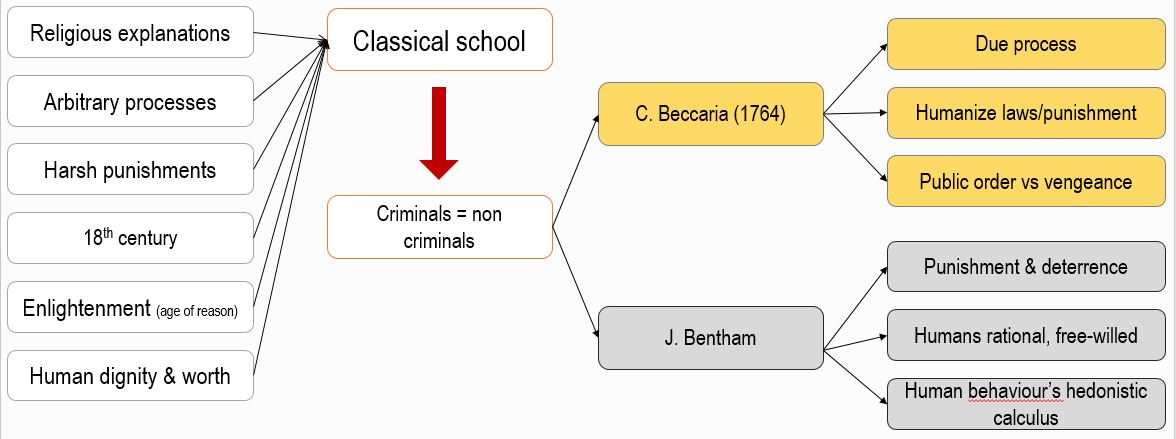 Religious explanations
Arbitrary processes
Harsh punishments
18th century
Enlightenment (age of reason)
Human dignity & worth
Classical school
Criminals = non
criminals
C. Beccaria (1764)
J. Bentham
Due process
Humanize laws/punishment
Public order vs vengeance
Punishment & deterrence
Humans rational, free-willed
Human behaviour’s hedonistic
calculus